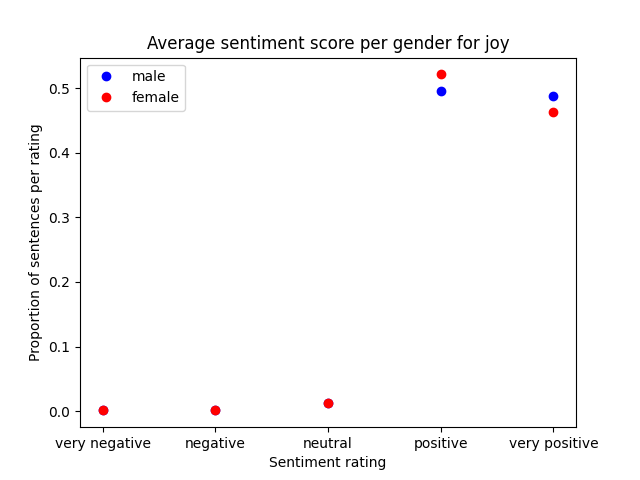 Average sentiment score per gender for joy
male
female
Proportion of sentences per rating
0.5
0.4
0.3
0.2
0.1
0.0
very negative
negative
neutral
positive
very positive
Sentiment rating